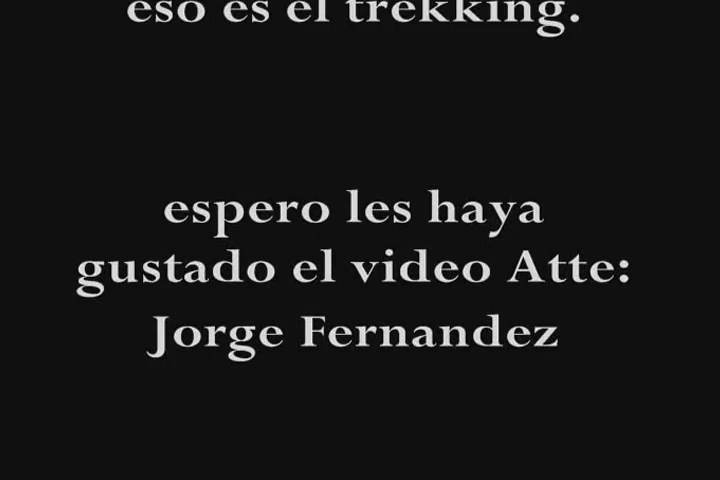 eso es el trekking.
espero les haya
gustado el video Atte:
Jorge Fernandez